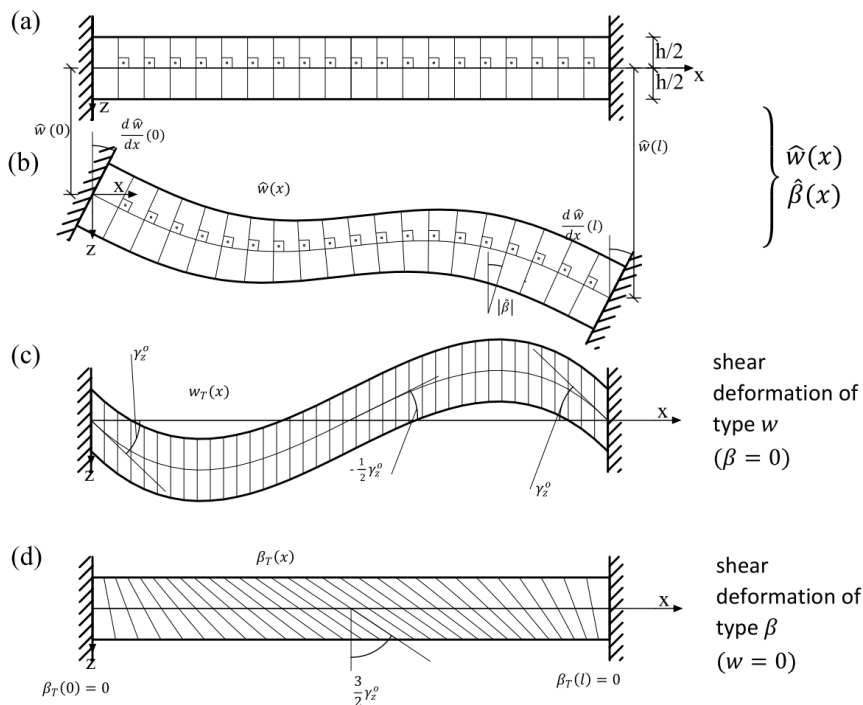 (a)
h/2
h/2
x
z
ŵ(0)
dŵ/dx (0)
ŵ(l)
ŵ(x)
β̂(x)
(b)
x
z
ŵ(x)
dŵ/dx (l)
|β̂|
(c)
γ_z^o
w_T(x)
x
z
-1/2 γ_z^o
γ_z^o
shear
deformation of
type w
(β = 0)
(d)
β_T(x)
x
z
β_T(0) = 0
3/2 γ_z^o
β_T(l) = 0
shear
deformation of
type β
(w = 0)